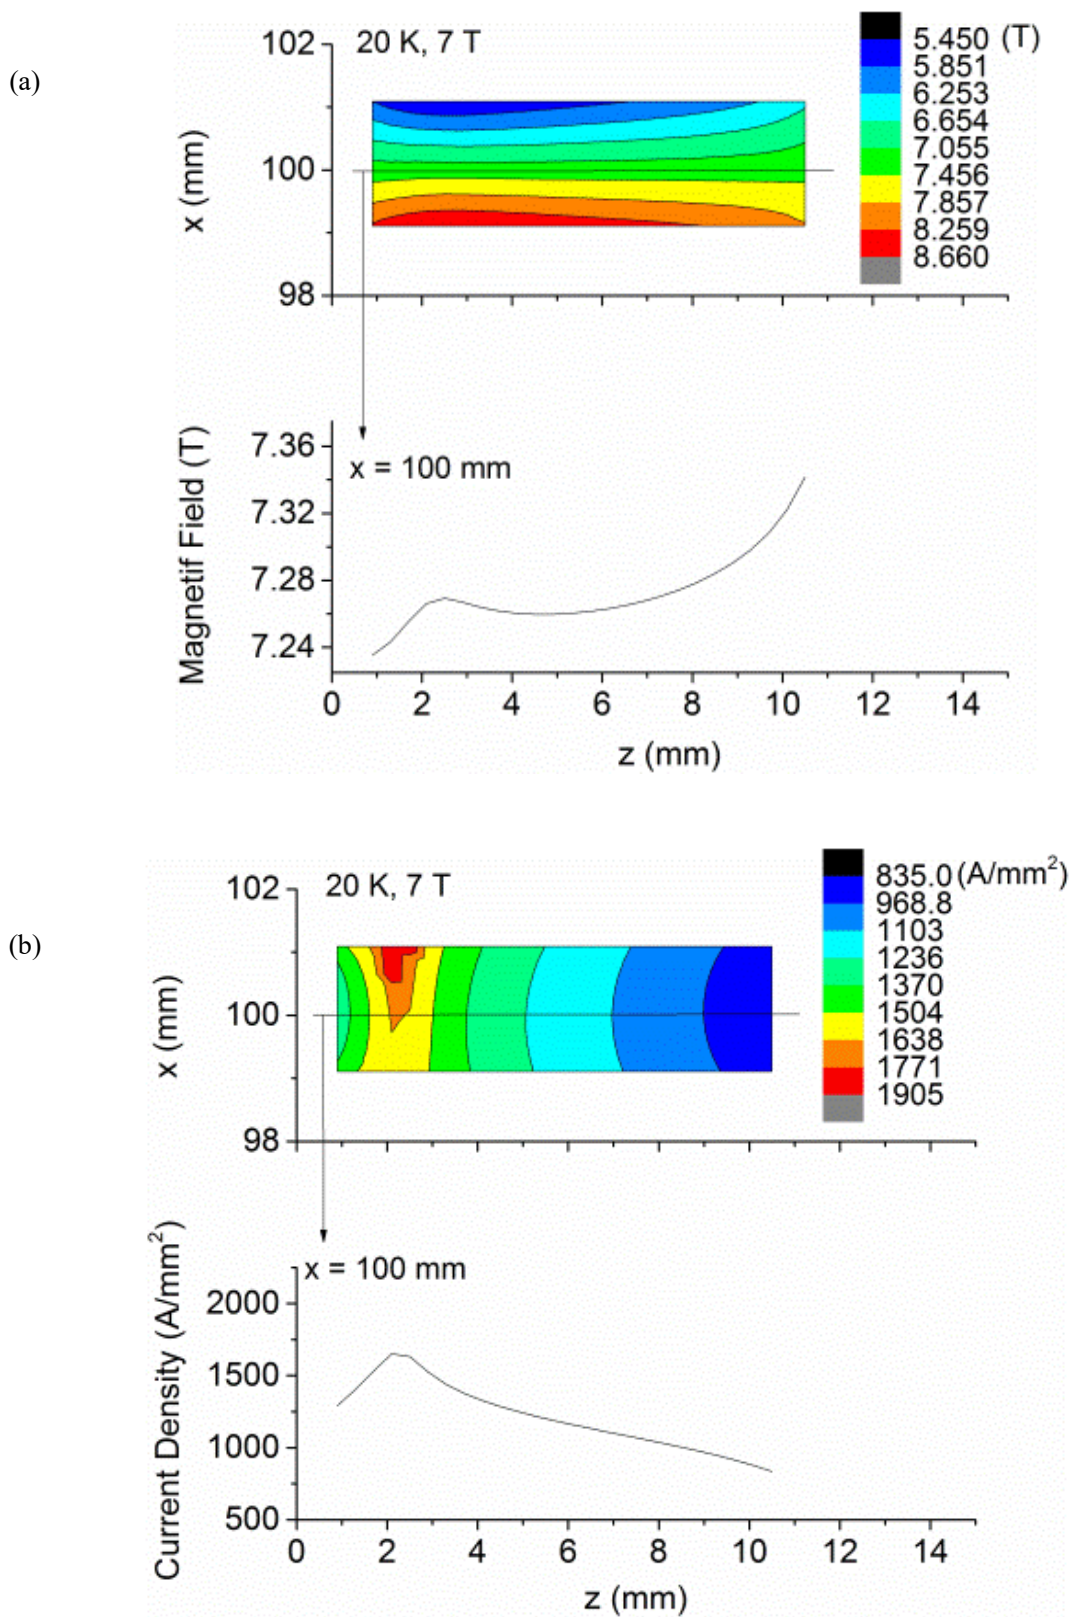 (a)
102
20 K, 7 T
x (mm)
100
98
5.450 (T)
5.851
6.253
6.654
7.055
7.456
7.857
8.259
8.660
Magnetif Field (T)
7.36
7.32
7.28
7.24
x = 100 mm
0 2 4 6 8 10 12 14
z (mm)
(b)
102
20 K, 7 T
x (mm)
100
98
835.0 (A/mm²)
968.8
1103
1236
1370
1504
1638
1771
1905
Current Density (A/mm²)
x = 100 mm
2000
1500
1000
500
0 2 4 6 8 10 12 14
z (mm)